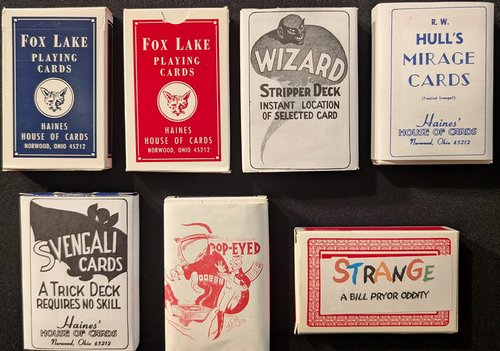 FOX LAKE
PLAYING
CARDS
HAINES
HOUSE OF CARDS
NORWOOD, OHIO 45212
FOX LAKE
PLAYING
CARDS
HAINES
HOUSE OF CARDS
NORWOOD, OHIO 45212
WIZARD
STRIPPER DECK
INSTANT LOCATION
OF SELECTED CARD
R. W.
HULL'S
MIRAGE
CARDS
(Treated Strange!)
Haines'
HOUSE OF CARDS
Norwood, Ohio 45212
SVENGALI
CARDS
A TRICK DECK
REQUIRES NO SKILL
Haines'
HOUSE OF CARDS
Norwood, Ohio 45212
POP-EYED
STRANGE
A BILL PRYOR ODDITY